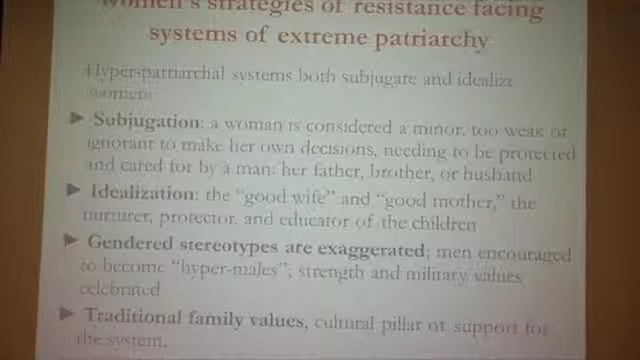 women's strategies of resistance facing
systems of extreme patriarchy
Hyper-patriarchal systems both subjugate and idealize
women:
Subjugation: a woman is considered a minor, too weak or
ignorant to make her own decisions, needing to be protected
and cared for by a man: her father, brother, or husband
Idealization: the "good wife" and "good mother," the
nurturer, protector, and educator of the children
Gendered stereotypes are exaggerated; men encouraged
to become "hyper-males"; strength and military values
celebrated
Traditional family values, cultural pillar of support for
the system.